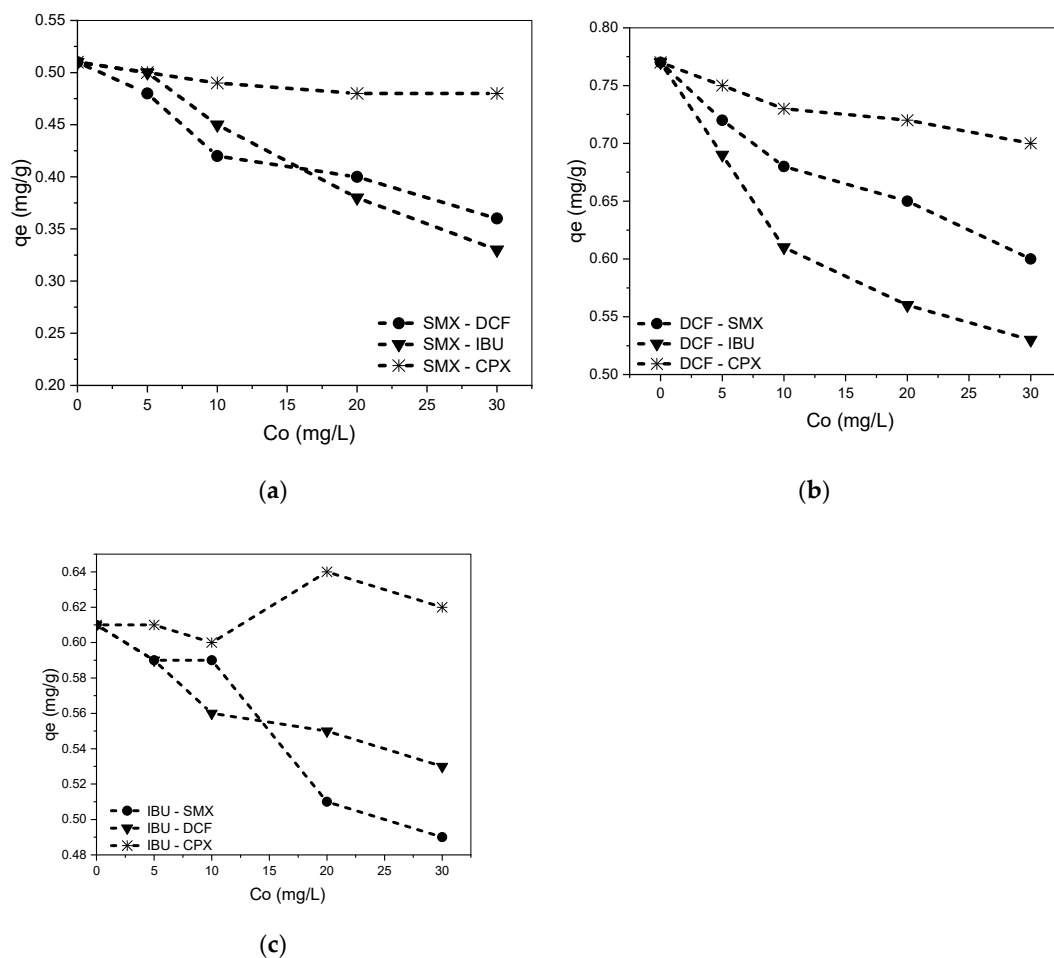 0.55
0.50
0.45
0.40
0.35
0.30
0.25
0.20
qe (mg/g)
SMX - DCF
SMX - IBU
SMX - CPX
0 5 10 15 20 25 30
Co (mg/L)
(a)
0.80
0.75
0.70
0.65
0.60
0.55
0.50
qe (mg/g)
DCF - SMX
DCF - IBU
DCF - CPX
0 5 10 15 20 25 30
Co (mg/L)
(b)
0.64
0.62
0.60
0.58
0.56
0.54
0.52
0.50
0.48
qe (mg/g)
IBU - SMX
IBU - DCF
IBU - CPX
0 5 10 15 20 25 30
Co (mg/L)
(c)